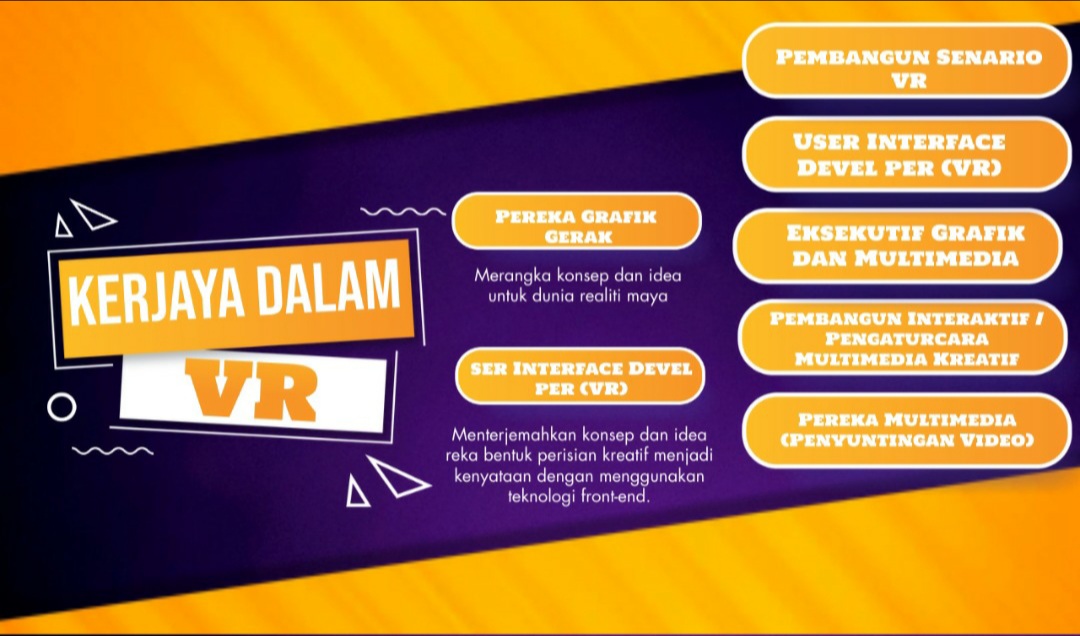 KERJAYA DALAM
VR
PEREKA GRAFIK
GERAK
Merangka konsep dan idea
untuk dunia realiti maya
SER INTERFACE DEVEL
PER (VR)
Menterjemahkan konsep dan idea
reka bentuk perisian kreatif menjadi
kenyataan dengan menggunakan
teknologi front-end.
PEMBANGUN SENARIO
VR
USER INTERFACE
DEVEL PER (VR)
EKSEKUTIF GRAFIK
DAN MULTIMEDIA
PEMBANGUN INTERAKTIF /
PENGATURCARA
MULTIMEDIA KREATIF
PEREKA MULTIMEDIA
(PENYUNTINGAN VIDEO)